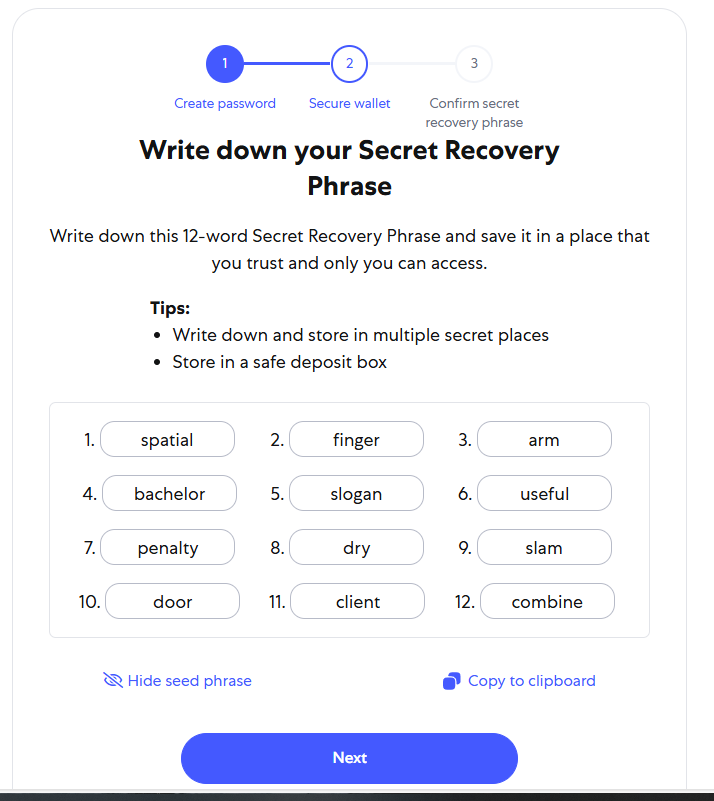 1 2 3
Create password Secure wallet Confirm secret
recovery phrase
Write down your Secret Recovery
Phrase
Write down this 12-word Secret Recovery Phrase and save it in a place that
you trust and only you can access.
Tips:
• Write down and store in multiple secret places
• Store in a safe deposit box
1. spatial 2. finger 3. arm
4. bachelor 5. slogan 6. useful
7. penalty 8. dry 9. slam
10. door 11. client 12. combine
Hide seed phrase Copy to clipboard
Next